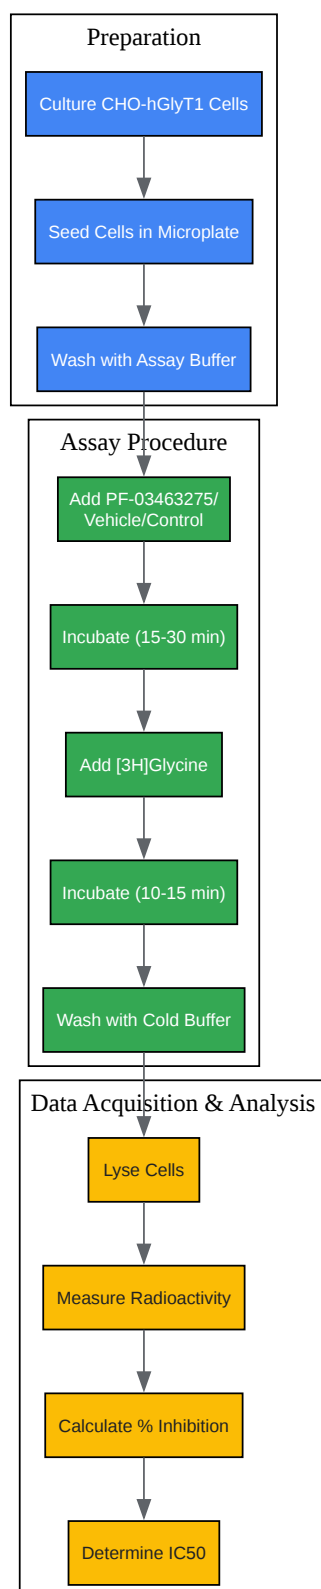 Preparation
Culture CHO-hGlyT1 Cells
Seed Cells in Microplate
Wash with Assay Buffer
Assay Procedure
Add PF-03463275/
Vehicle/Control
Incubate (15-30 min)
Add [3H]Glycine
Incubate (10-15 min)
Wash with Cold Buffer
Data Acquisition & Analysis
Lyse Cells
Measure Radioactivity
Calculate % Inhibition
Determine IC50